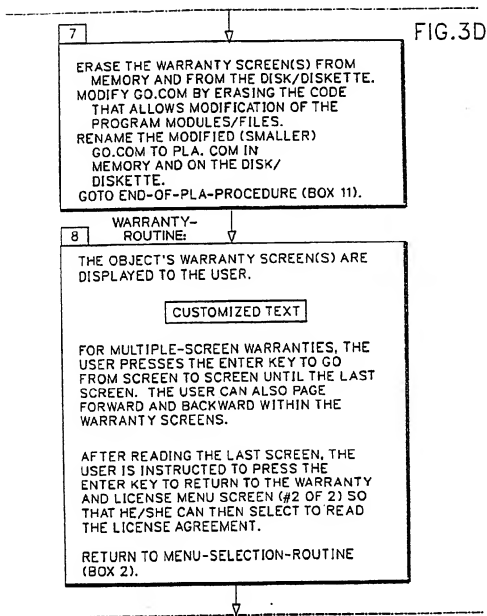 FIG.3D
7
ERASE THE WARRANTY SCREEN(S) FROM
MEMORY AND FROM THE DISK/DISKETTE.
MODIFY GO.COM BY ERASING THE CODE
THAT ALLOWS MODIFICATION OF THE
PROGRAM MODULES/FILES.
RENAME THE MODIFIED (SMALLER)
GO.COM TO PLA. COM IN
MEMORY AND ON THE DISK/
DISKETTE.
GOTO END-OF-PLA-PROCEDURE (BOX 11).
WARRANTY-
ROUTINE:
8
THE OBJECT'S WARRANTY SCREEN(S) ARE
DISPLAYED TO THE USER.
CUSTOMIZED TEXT
FOR MULTIPLE-SCREEN WARRANTIES, THE
USER PRESSES THE ENTER KEY TO GO
FROM SCREEN TO SCREEN UNTIL THE LAST
SCREEN. THE USER CAN ALSO PAGE
FORWARD AND BACKWARD WITHIN THE
WARRANTY SCREENS.
AFTER READING THE LAST SCREEN, THE
USER IS INSTRUCTED TO PRESS THE
ENTER KEY TO RETURN TO THE WARRANTY
AND LICENSE MENU SCREEN (#2 OF 2) SO
THAT HE/SHE CAN THEN SELECT TO READ
THE LICENSE AGREEMENT.
RETURN TO MENU-SELECTION-ROUTINE
(BOX 2).